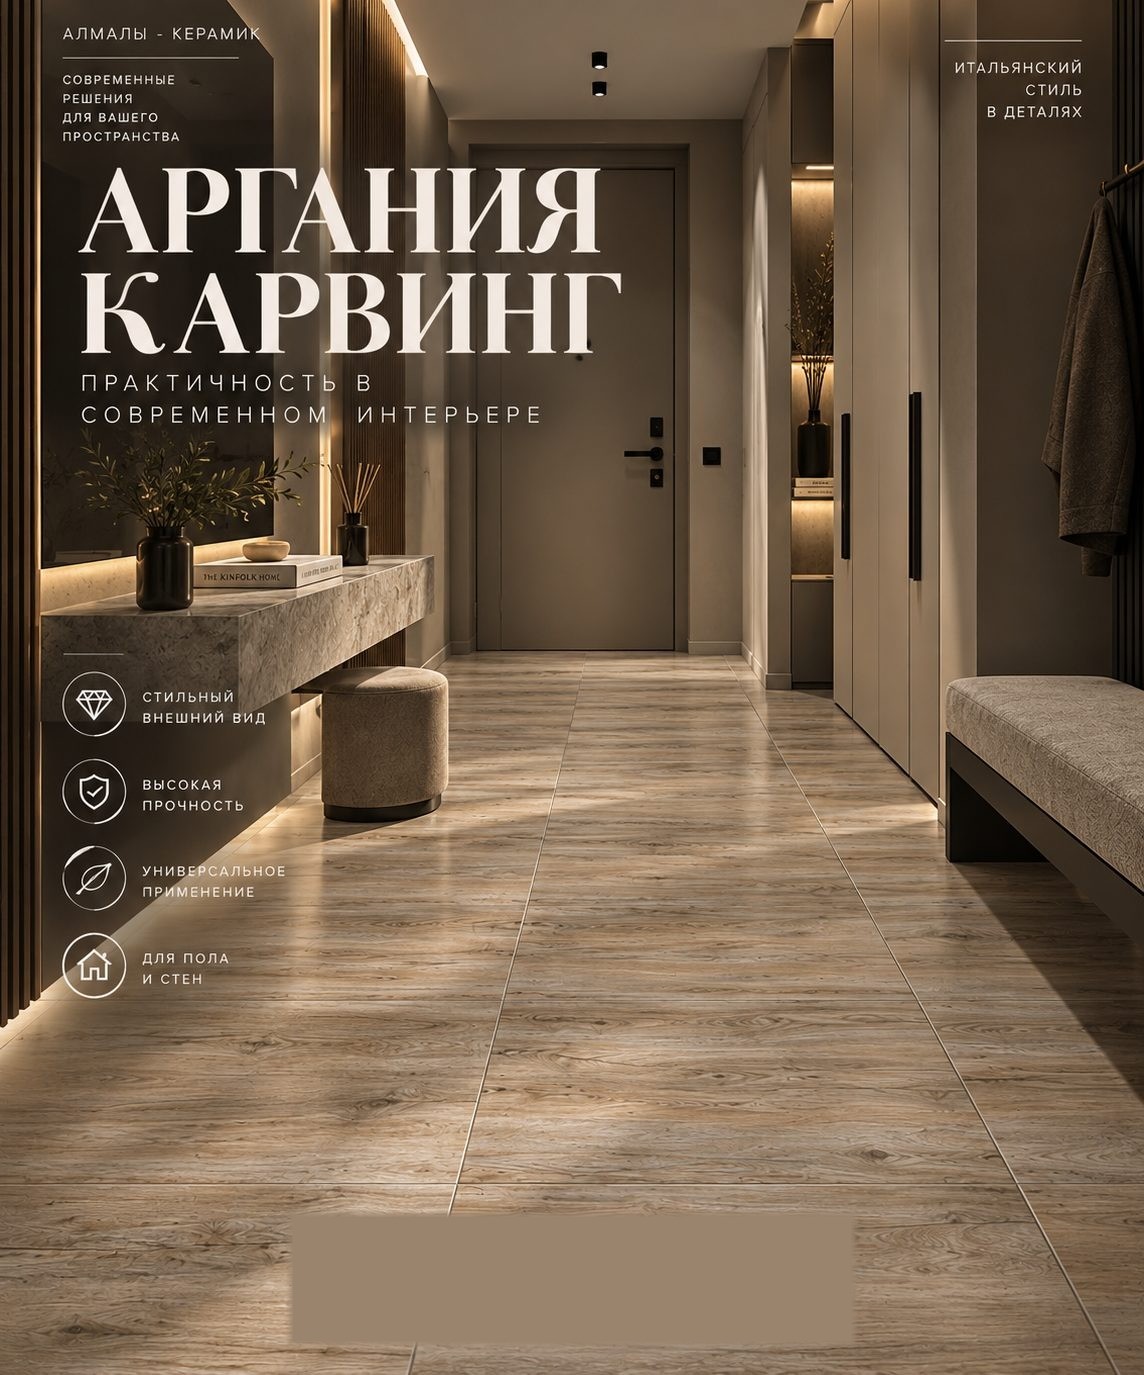 АЛМАЛЫ - КЕРАМИК
СОВРЕМЕННЫЕ
РЕШЕНИЯ
ДЛЯ ВАШЕГО
ПРОСТРАНСТВА
ИТАЛЬЯНСКИЙ
СТИЛЬ
В ДЕТАЛЯХ
АРГАНИЯ
КАРВИНГ
ПРАКТИЧНОСТЬ В
СОВРЕМЕННОМ ИНТЕРЬЕРЕ
THE KINFOLK HOME
СТИЛЬНЫЙ
ВНЕШНИЙ ВИД
ВЫСОКАЯ
ПРОЧНОСТЬ
УНИВЕРСАЛЬНОЕ
ПРИМЕНЕНИЕ
ДЛЯ ПОЛА
И СТЕН